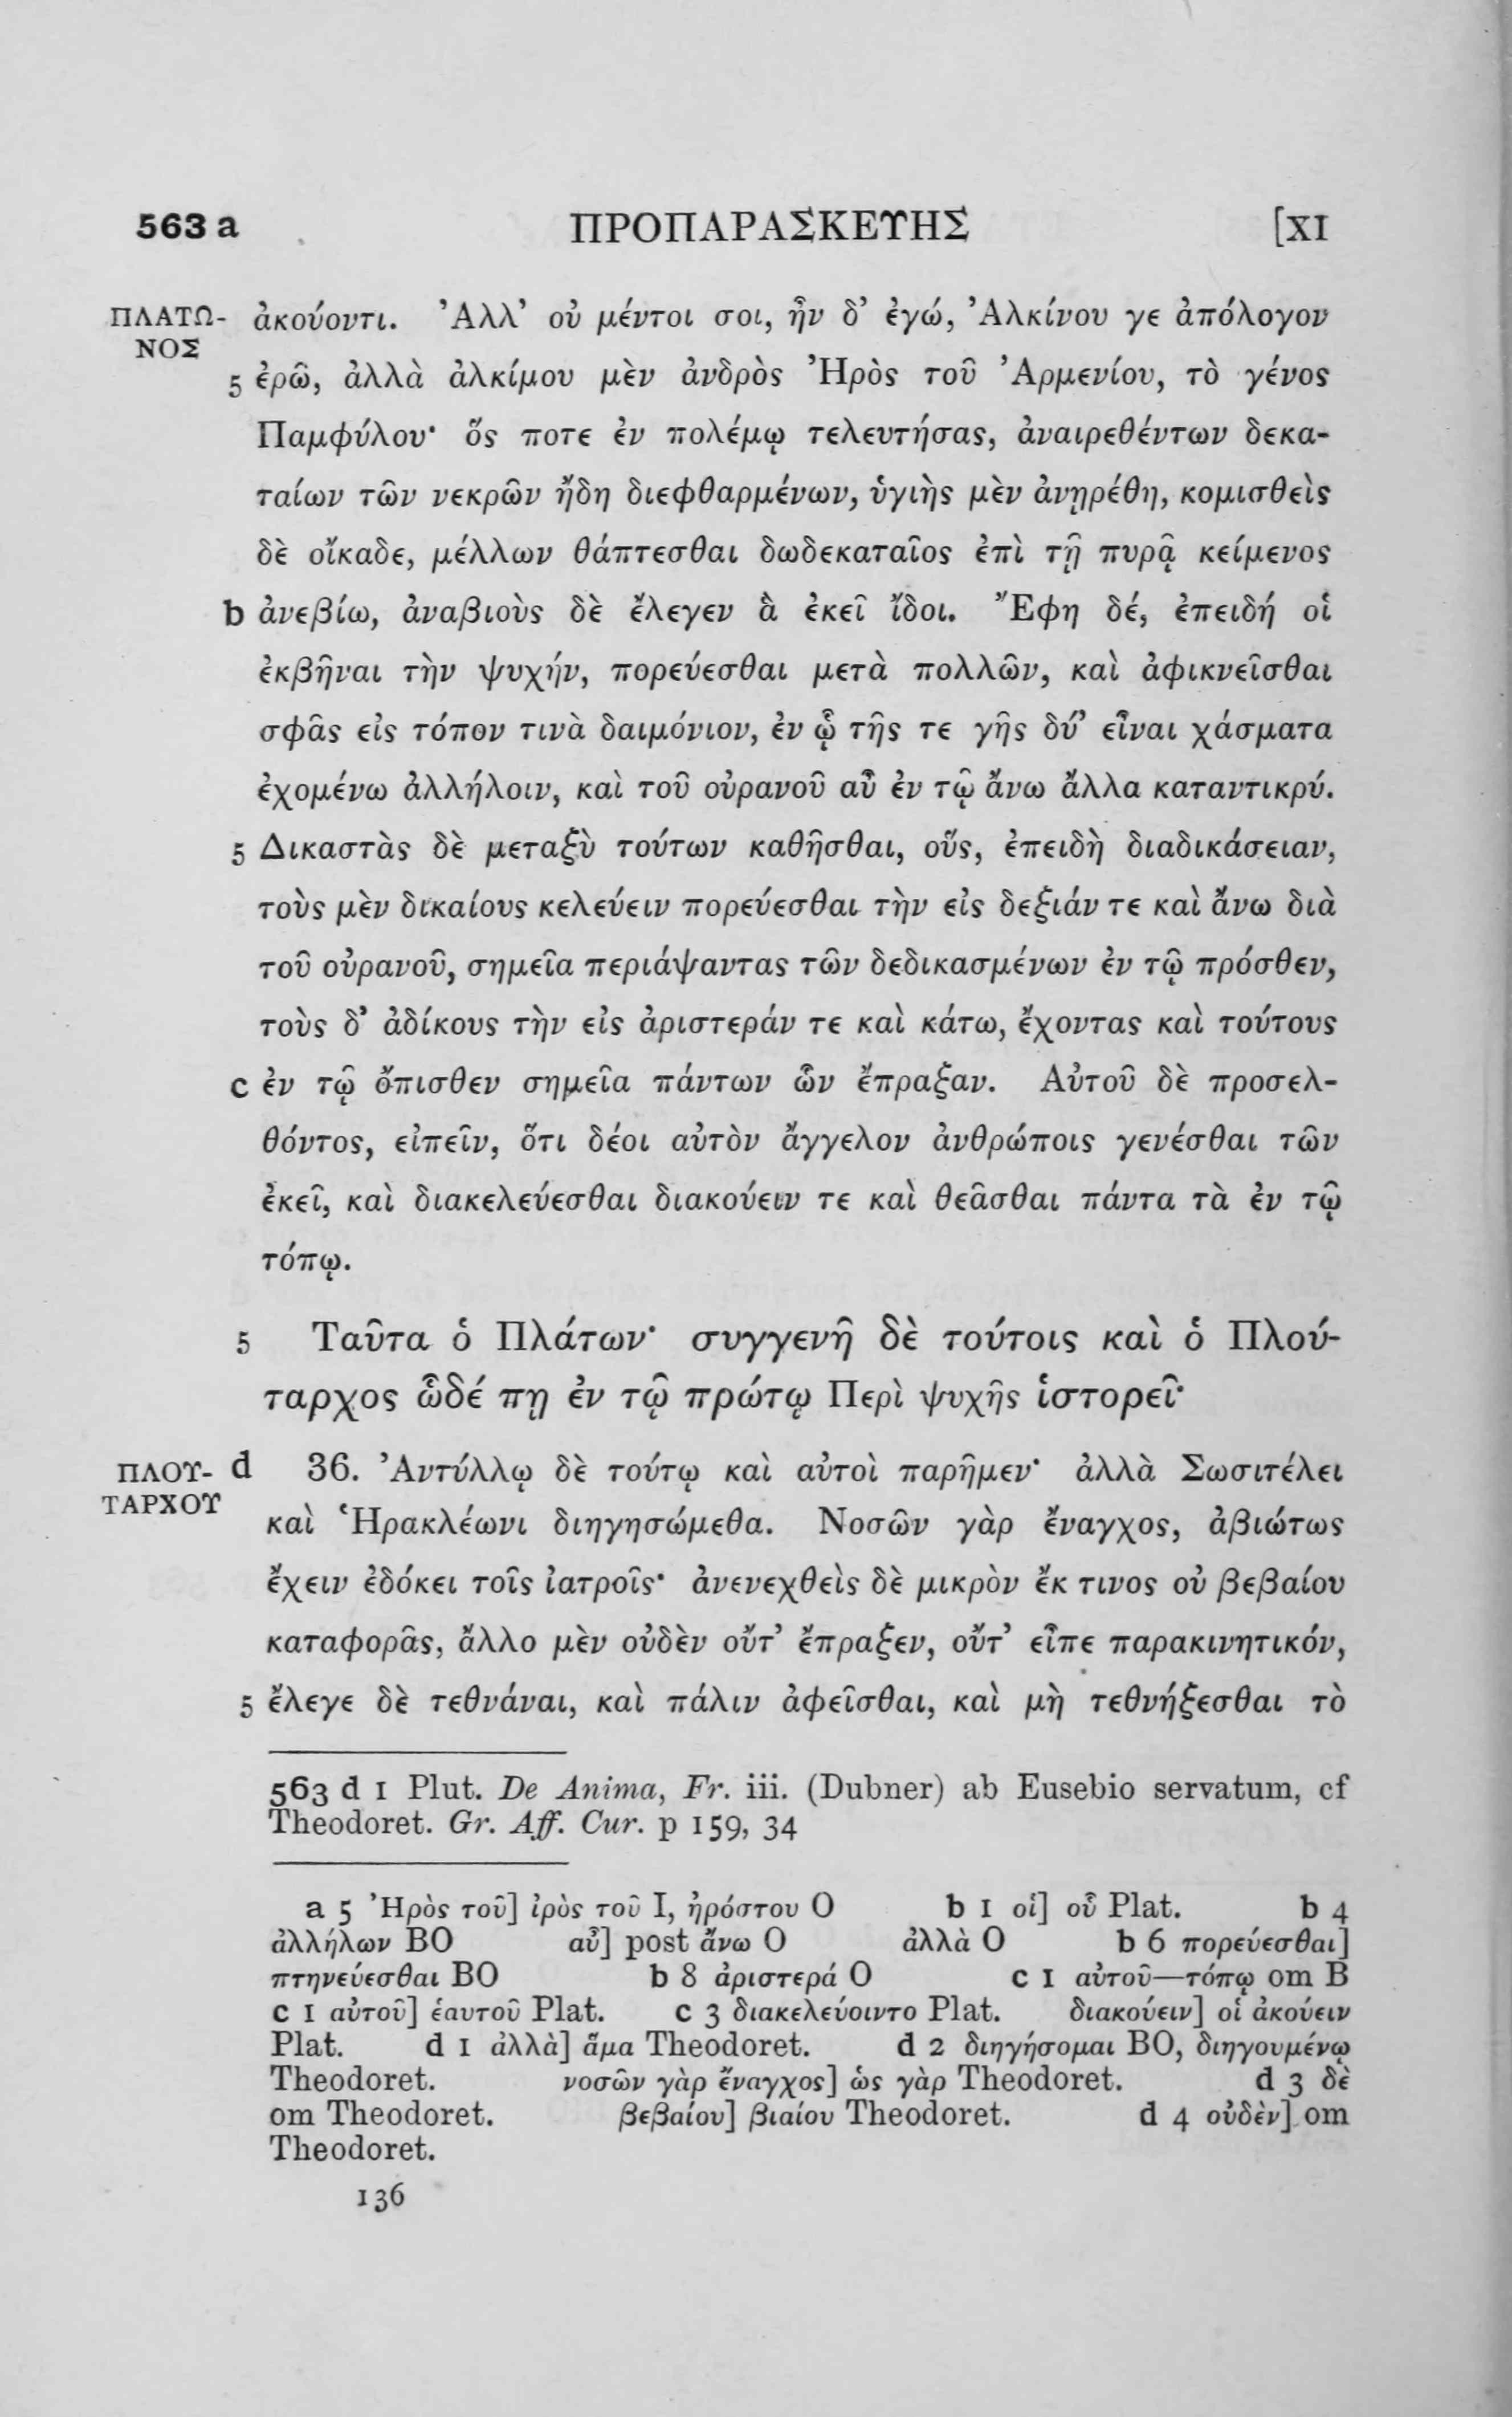 563 a ΠΡΟΠΑΡΑΣΚΕΥΗΣ [XI
ΠΛΑΤΩ- ἀκούοντι. Ἀλλ’ οὐ μέντοι σοι, ἦν δ’ ἐγώ, Ἀλκίνου γε ἀπόλογον
ΝΟΣ
5 ἐρῶ, ἀλλὰ ἀλκίμου μὲν ἀνδρὸς Ἠρὸς τοῦ Ἀρμενίου, τὸ γένος
Παμφύλου· ὅς ποτε ἐν πολέμῳ τελευτήσας, ἀναιρεθέντων δεκα-
ταίων τῶν νεκρῶν ἤδη διεφθαρμένων, ὑγιὴς μὲν ἀνῃρέθη, κομισθεὶς
δὲ οἴκαδε, μέλλων θάπτεσθαι δωδεκαταῖος ἐπὶ τῇ πυρᾷ κείμενος
b ἀνεβίω, ἀναβιοὺς δὲ ἔλεγεν ἃ ἐκεῖ ἴδοι. Ἔφη δέ, ἐπειδή οἱ
ἐκβῆναι τὴν ψυχήν, πορεύεσθαι μετὰ πολλῶν, καὶ ἀφικνεῖσθαι
σφᾶς εἰς τόπον τινὰ δαιμόνιον, ἐν ᾧ τῆς τε γῆς δύ’ εἶναι χάσματα
ἐχομένω ἀλλήλοιν, καὶ τοῦ οὐρανοῦ αὖ ἐν τῷ ἄνω ἄλλα καταντικρύ.
5 Δικαστὰς δὲ μεταξὺ τούτων καθῆσθαι, οὕς, ἐπειδὴ διαδικάσειαν,
τοὺς μὲν δικαίους κελεύειν πορεύεσθαι τὴν εἰς δεξιάν τε καὶ ἄνω διὰ
τοῦ οὐρανοῦ, σημεῖα περιάψαντας τῶν δεδικασμένων ἐν τῷ πρόσθεν,
τοὺς δ’ ἀδίκους τὴν εἰς ἀριστεράν τε καὶ κάτω, ἔχοντας καὶ τούτους
c ἐν τῷ ὄπισθεν σημεῖα πάντων ὧν ἔπραξαν. Αὐτοῦ δὲ προσελ-
θόντος, εἰπεῖν, ὅτι δέοι αὐτὸν ἄγγελον ἀνθρώποις γενέσθαι τῶν
ἐκεῖ, καὶ διακελεύεσθαι διακούειν τε καὶ θεᾶσθαι πάντα τὰ ἐν τῷ
τόπῳ.
5 Ταῦτα ὁ Πλάτων· συγγενῆ δὲ τούτοις καὶ ὁ Πλού-
ταρχος ὧδέ πῃ ἐν τῷ πρώτῳ Περὶ ψυχῆς ἱστορεῖ·
ΠΛΟΥ- d 36. Ἀντύλλῳ δὲ τούτῳ καὶ αὐτοὶ παρῆμεν· ἀλλὰ Σωσιτέλει
ΤΑΡΧΟΥ
καὶ Ἡρακλέωνι διηγησώμεθα. Νοσῶν γὰρ ἔναγχος, ἀβιώτως
ἔχειν ἐδόκει τοῖς ἰατροῖς· ἀνενεχθεὶς δὲ μικρὸν ἔκ τινος οὐ βεβαίου
καταφορᾶς, ἄλλο μὲν οὐδὲν οὔτ’ ἔπραξεν, οὔτ’ εἶπε παρακινητικόν,
5 ἔλεγε δὲ τεθνάναι, καὶ πάλιν ἀφεῖσθαι, καὶ μὴ τεθνήξεσθαι τὸ
563 d 1 Plut. De Anima, Fr. iii. (Dubner) ab Eusebio servatum, cf
Theodoret. Gr. Aff. Cur. p 159, 34
a 5 Ἠρὸς τοῦ] ἰρὸς τοῦ I, ἠρόστου O b 1 οἱ] οὗ Plat. b 4
ἀλλήλων BO αὖ] post ἄνω O ἀλλὰ O b 6 πορεύεσθαι]
πτηνεύεσθαι BO b 8 ἀριστερά O c 1 αὐτοῦ—τόπῳ om B
c 1 αὐτοῦ] ἑαυτοῦ Plat. c 3 διακελεύοιντο Plat. διακούειν] οἱ ἀκούειν
Plat. d 1 ἀλλὰ] ἅμα Theodoret. d 2 διηγήσομαι BO, διηγουμένῳ
Theodoret. νοσῶν γὰρ ἔναγχος] ὡς γὰρ Theodoret. d 3 δὲ
om Theodoret. βεβαίου] βιαίου Theodoret. d 4 οὐδὲν] om
Theodoret.
136